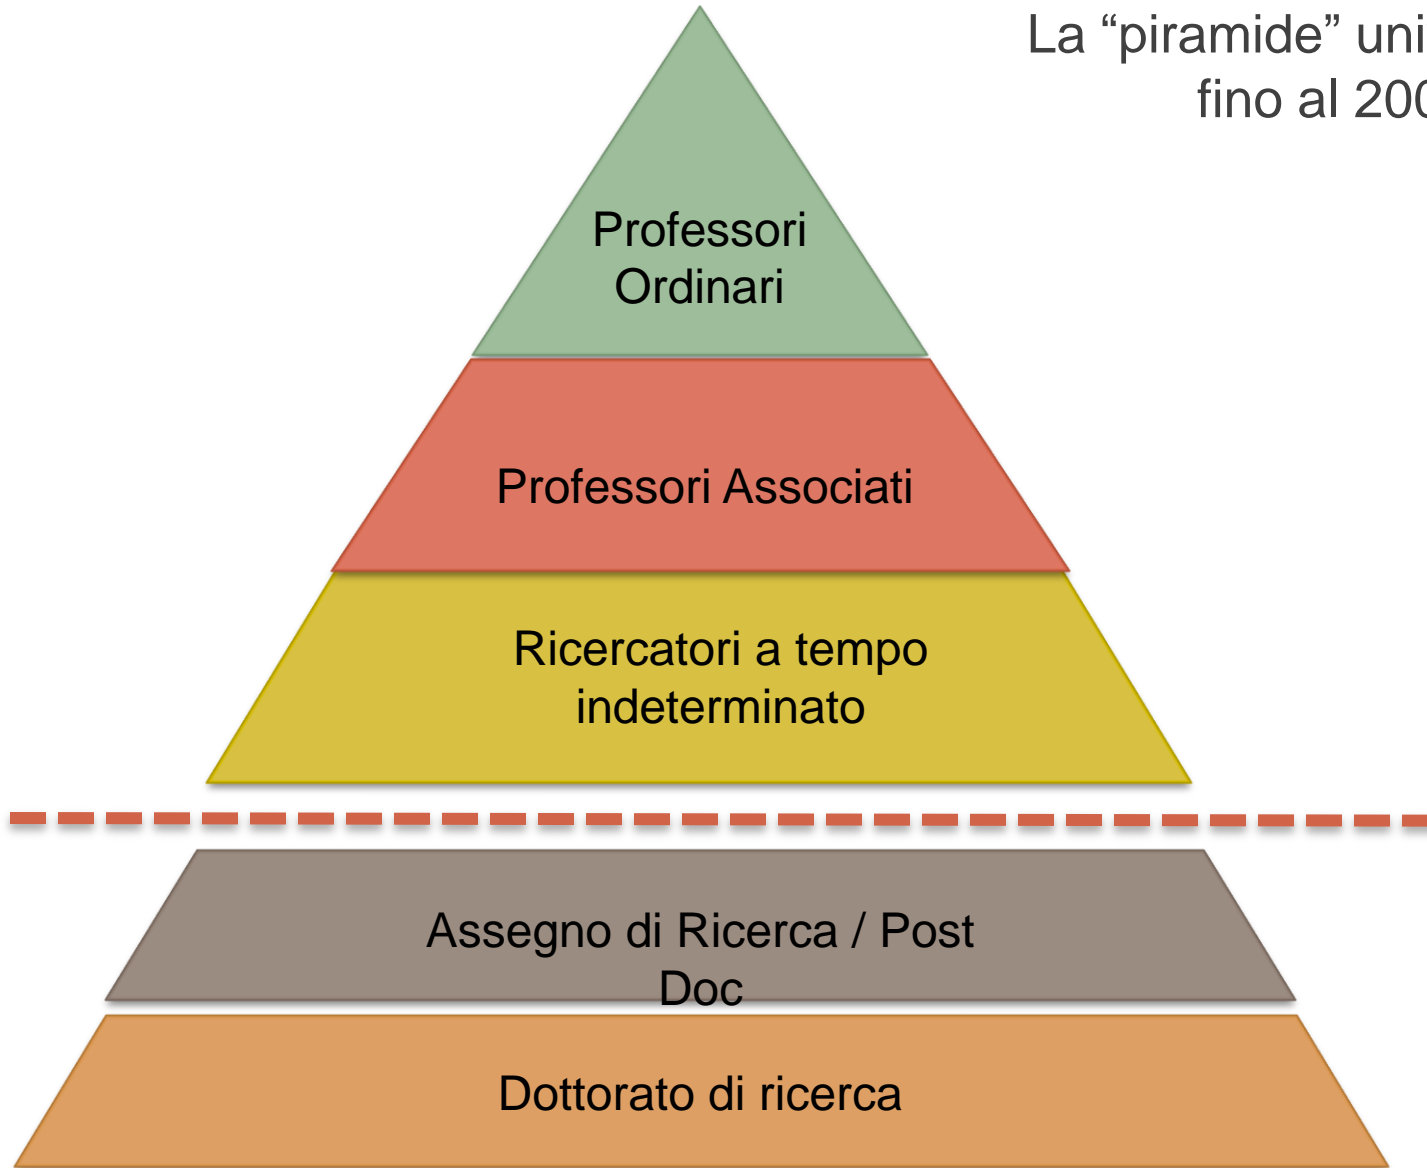 La “piramide” uni
fino al 200
Professori
Ordinari
Professori Associati
Ricercatori a tempo
indeterminato
Assegno di Ricerca / Post
Doc
Dottorato di ricerca